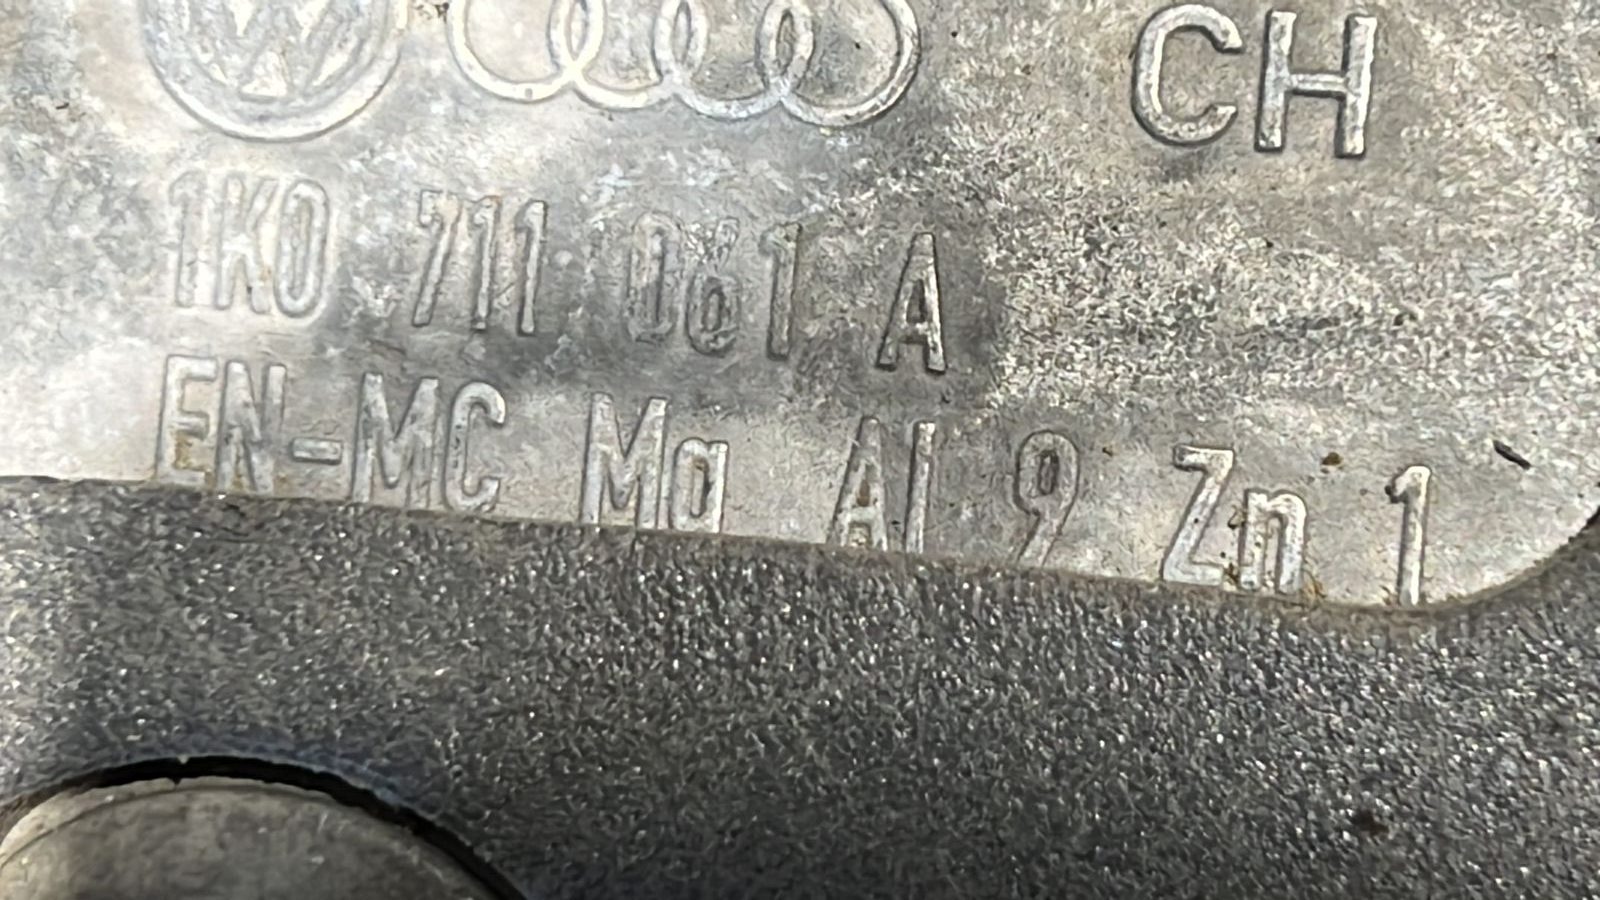 CH
1K0 711 061 A
EN-MC Mg Al 9 Zn 1